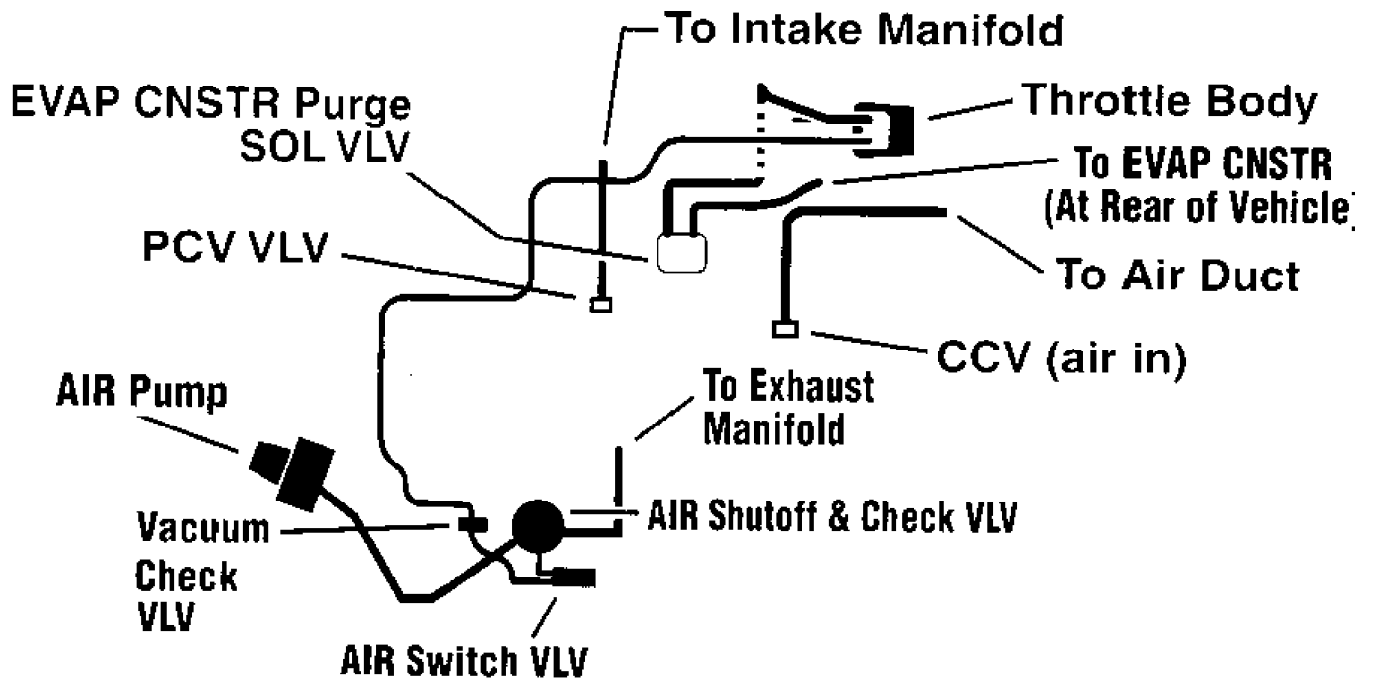 To Intake Manifold
EVAP CNSTR Purge
SOL VLV
Throttle Body
To EVAP CNSTR
(At Rear of Vehicle)
PCV VLV
To Air Duct
CCV (air in)
AIR Pump
To Exhaust
Manifold
AIR Shutoff & Check VLV
Vacuum
Check
VLV
AIR Switch VLV